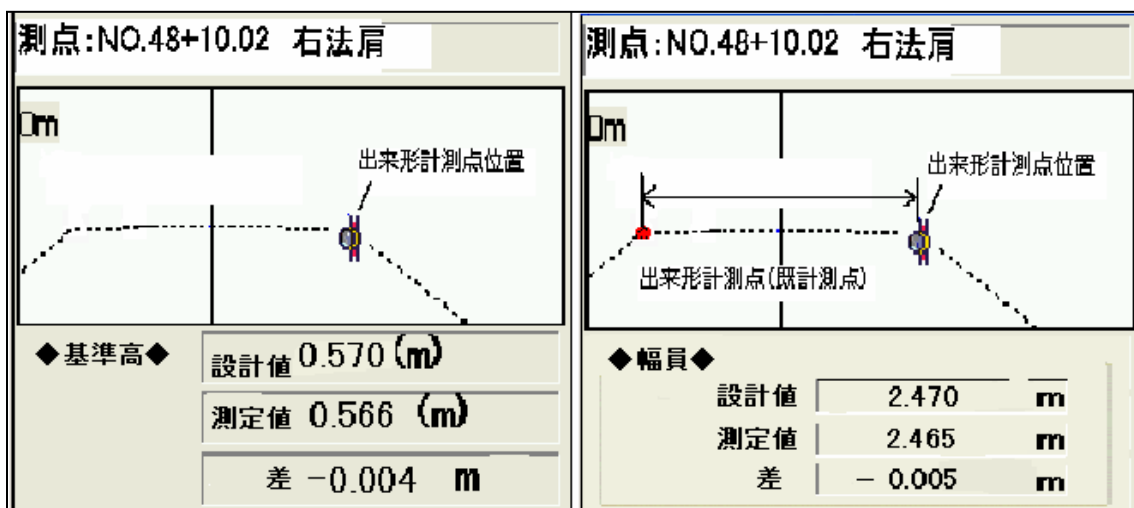 測点:NO.48+10.02 右法肩
0m
出来形計測点位置
◆基準高◆
設計値 0.570 (m)
測定値 0.566 (m)
差 -0.004 m
測点:NO.48+10.02 右法肩
0m
出来形計測点位置
出来形計測点(既計測点)
◆幅員◆
設計値 2.470 m
測定値 2.465 m
差 - 0.005 m